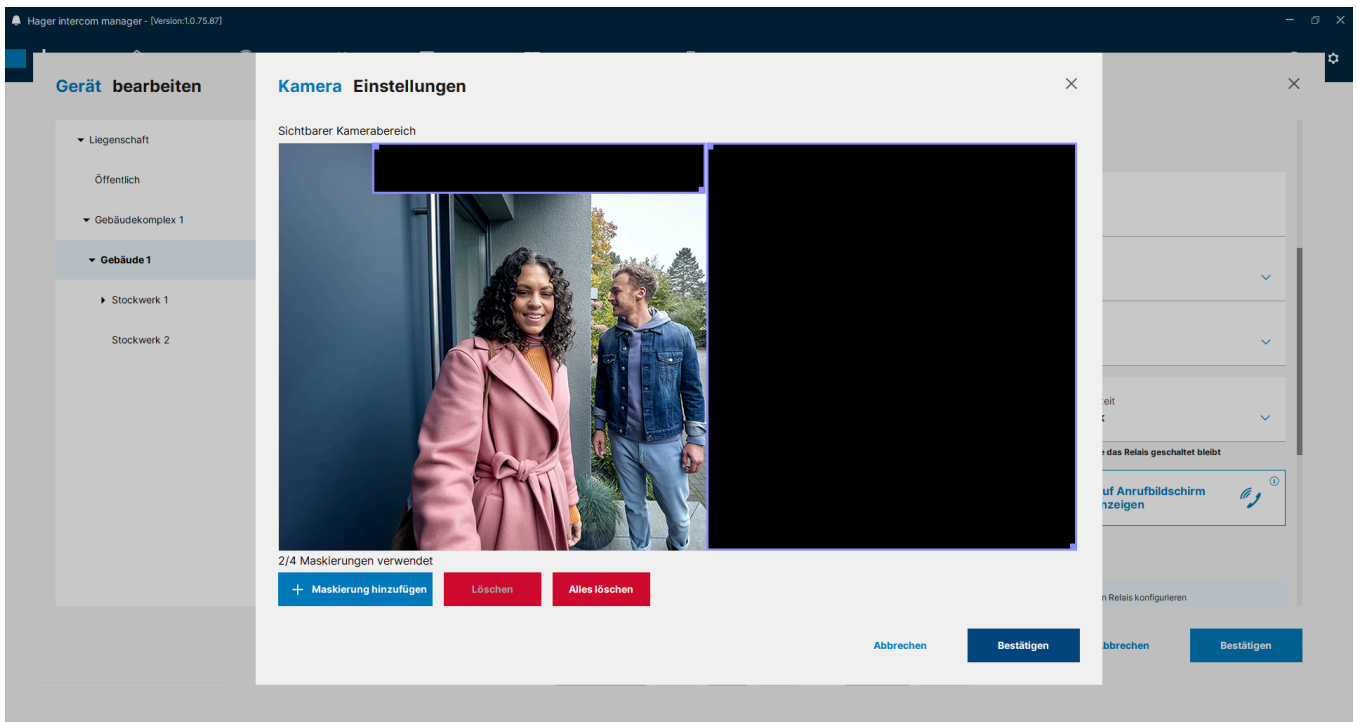 Hager intercom manager - [Version:1.0.75.87]
Gerät bearbeiten
Liegenschaft
Öffentlich
Gebäudekomplex 1
Gebäude 1
Stockwerk 1
Stockwerk 2
Kamera Einstellungen
Sichtbarer Kamerabereich
2/4 Maskierungen verwendet
+ Maskierung hinzufügen
Löschen
Alles löschen
Abbrechen
Bestätigen
das Relais geschaltet bleibt
uf Anrufbildschirm
nzeigen
n Relais konfigurieren
bbrechen
Bestätigen